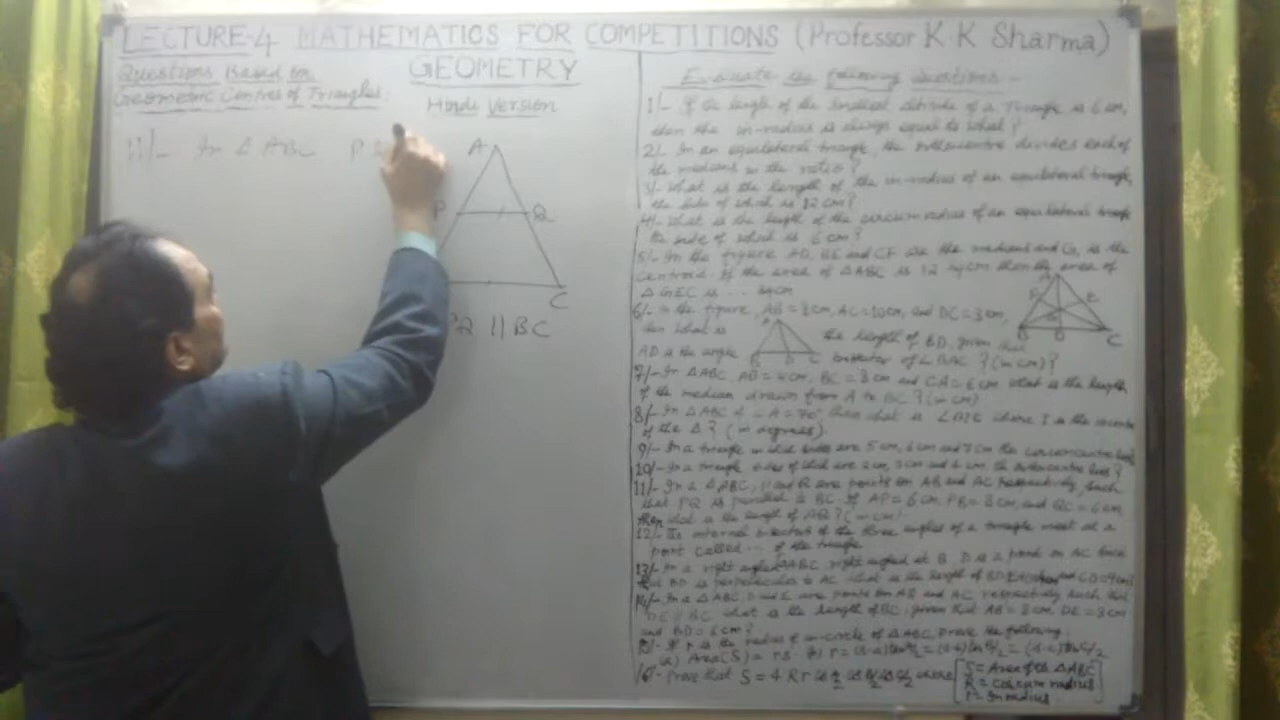 LECTURE-4 MATHEMATICS FOR COMPETITIONS (Professor K K Sharma)
Questions Based on
Geometric Centres of Triangles:
GEOMETRY
Hindi Version
11/- In Δ ABC, P
A
P
Q
C
|| BC
Evaluate the following Questions:-
1/- If the length of the smallest altitude of a Triangle is 6 cm,
then the in-radius is always equal to what?
2/- In an equilateral triangle, the orthocentre divides each of
the medians in the ratio?
3/- What is the length of the in-radius of an equilateral triangle,
the side of which is 12 cm?
4/- What is the length of the circum radius of an equilateral triangle
the side of which is 6 cm?
5/- In the figure AD, BE and CF are the medians and G is the
centroid. If the area of Δ ABC is 12 sq cm then the area of
Δ GEC is ... sq cm
A
F
E
B
D
C
6/- In the figure, AB = 8 cm, AC = 10 cm, and DC = 3 cm,
then what is the length of BD, given that
AD is the angle bisector of ∠BAC? (in cm)?
A
B
D
C
7/- In Δ ABC, AB = 4 cm, BC = 8 cm and CA = 6 cm what is the length
of the median drawn from A to BC? (in cm)
8/- In Δ ABC if ∠A = 70° then what is ∠BIC where I is the
of the Δ? (in degrees)
9/- In a triangle in which sides are 5 cm, 6 cm and 7 cm the circumcentre lies
10/- In a triangle sides of which are 2 cm, 3 cm and 4 cm, the orthocentre lies?
11/- In a Δ ABC, P and Q are points on AB and AC respectively, such
that PQ is parallel to BC. If AP = 6 cm, PB = 8 cm, and QC = 6 cm,
then what is the length of AQ? (in cm)
12/- The internal bisectors of the three angles of a triangle meet at a
point called ... of the triangle
13/- In a right angled Δ ABC, right angled at B. D is a point on AC such
that BD is perpendicular to AC what is the length of BD if and CD = 9 cm?
14/- In a Δ ABC, D and E are points on AB and AC respectively such that
DE || BC what is the length of BC, given that AB = 8 cm, DE = 3 cm
and BD = 6 cm?
15/- If r is the radius of in-circle of Δ ABC, prove the following:
(a) Area (S) = rs (b) r = (s-a) tan A/2 = (s-b) tan B/2 = (s-c) tan C/2
16/- Prove that S = 4 R r cos A/2 cos B/2 cos C/2 where
S = Area of the Δ ABC
R = circum radius
r = In radius